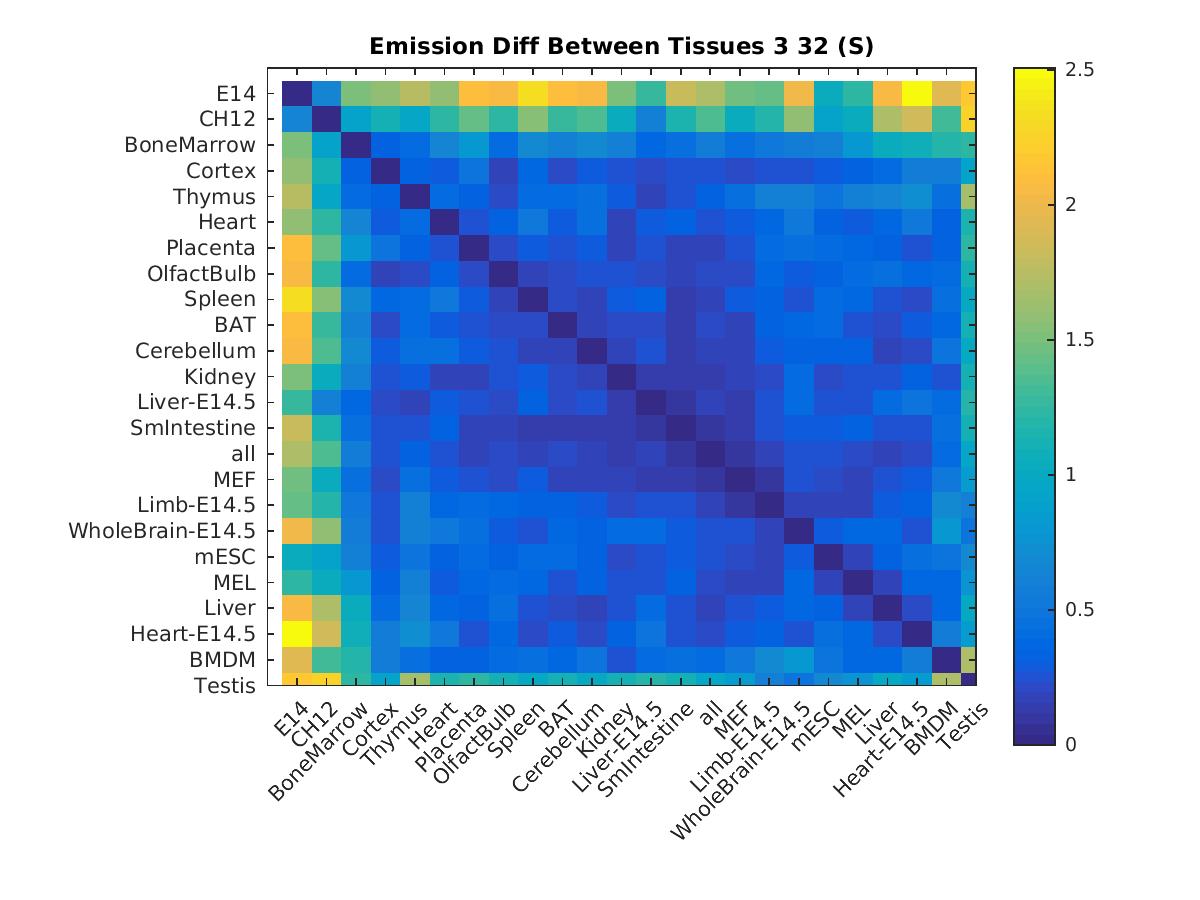 Emission Diff Between Tissues 3 32 (S)
E14
CH12
BoneMarrow
Cortex
Thymus
Heart
Placenta
OlfactBulb
Spleen
BAT
Cerebellum
Kidney
Liver-E14.5
SmIntestine
all
MEF
Limb-E14.5
WholeBrain-E14.5
mESC
MEL
Liver
Heart-E14.5
BMDM
Testis
E14
CH12
BoneMarrow
Cortex
Thymus
Heart
Placenta
OlfactBulb
Spleen
BAT
Cerebellum
Kidney
Liver-E14.5
SmIntestine
all
MEF
Limb-E14.5
WholeBrain-E14.5
mESC
MEL
Liver
Heart-E14.5
BMDM
Testis
2.5
2
1.5
1
0.5
0